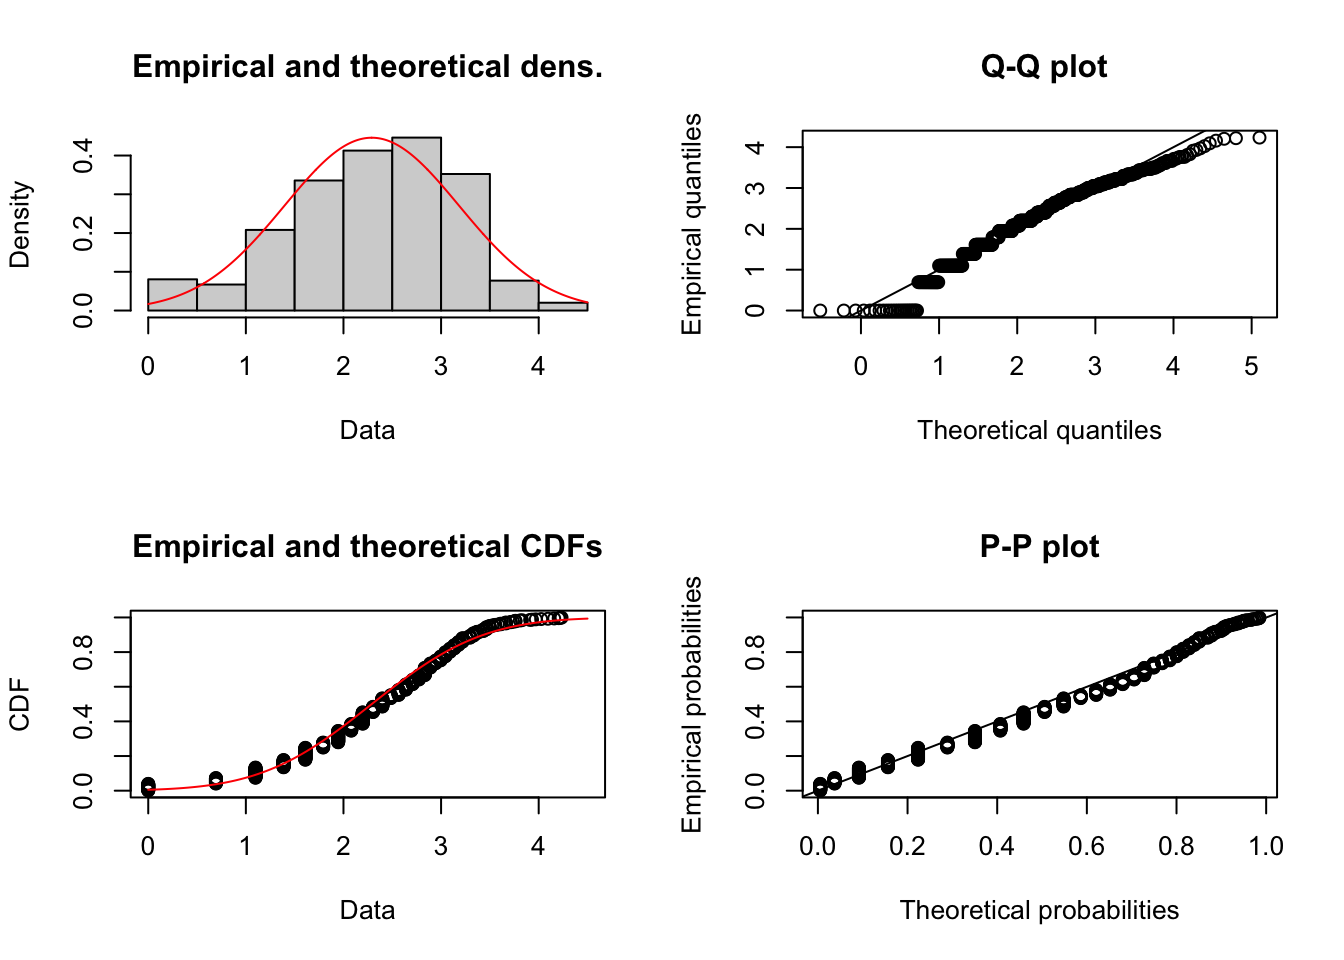 Empirical and theoretical dens.
Density
0.0 0.2 0.4
0 1 2 3 4
Data
Q-Q plot
Empirical quantiles
0 1 2 3 4
0 1 2 3 4 5
Theoretical quantiles
Empirical and theoretical CDFs
CDF
0.0 0.4 0.8
0 1 2 3 4
Data
P-P plot
Empirical probabilities
0.0 0.4 0.8
0.0 0.2 0.4 0.6 0.8 1.0
Theoretical probabilities